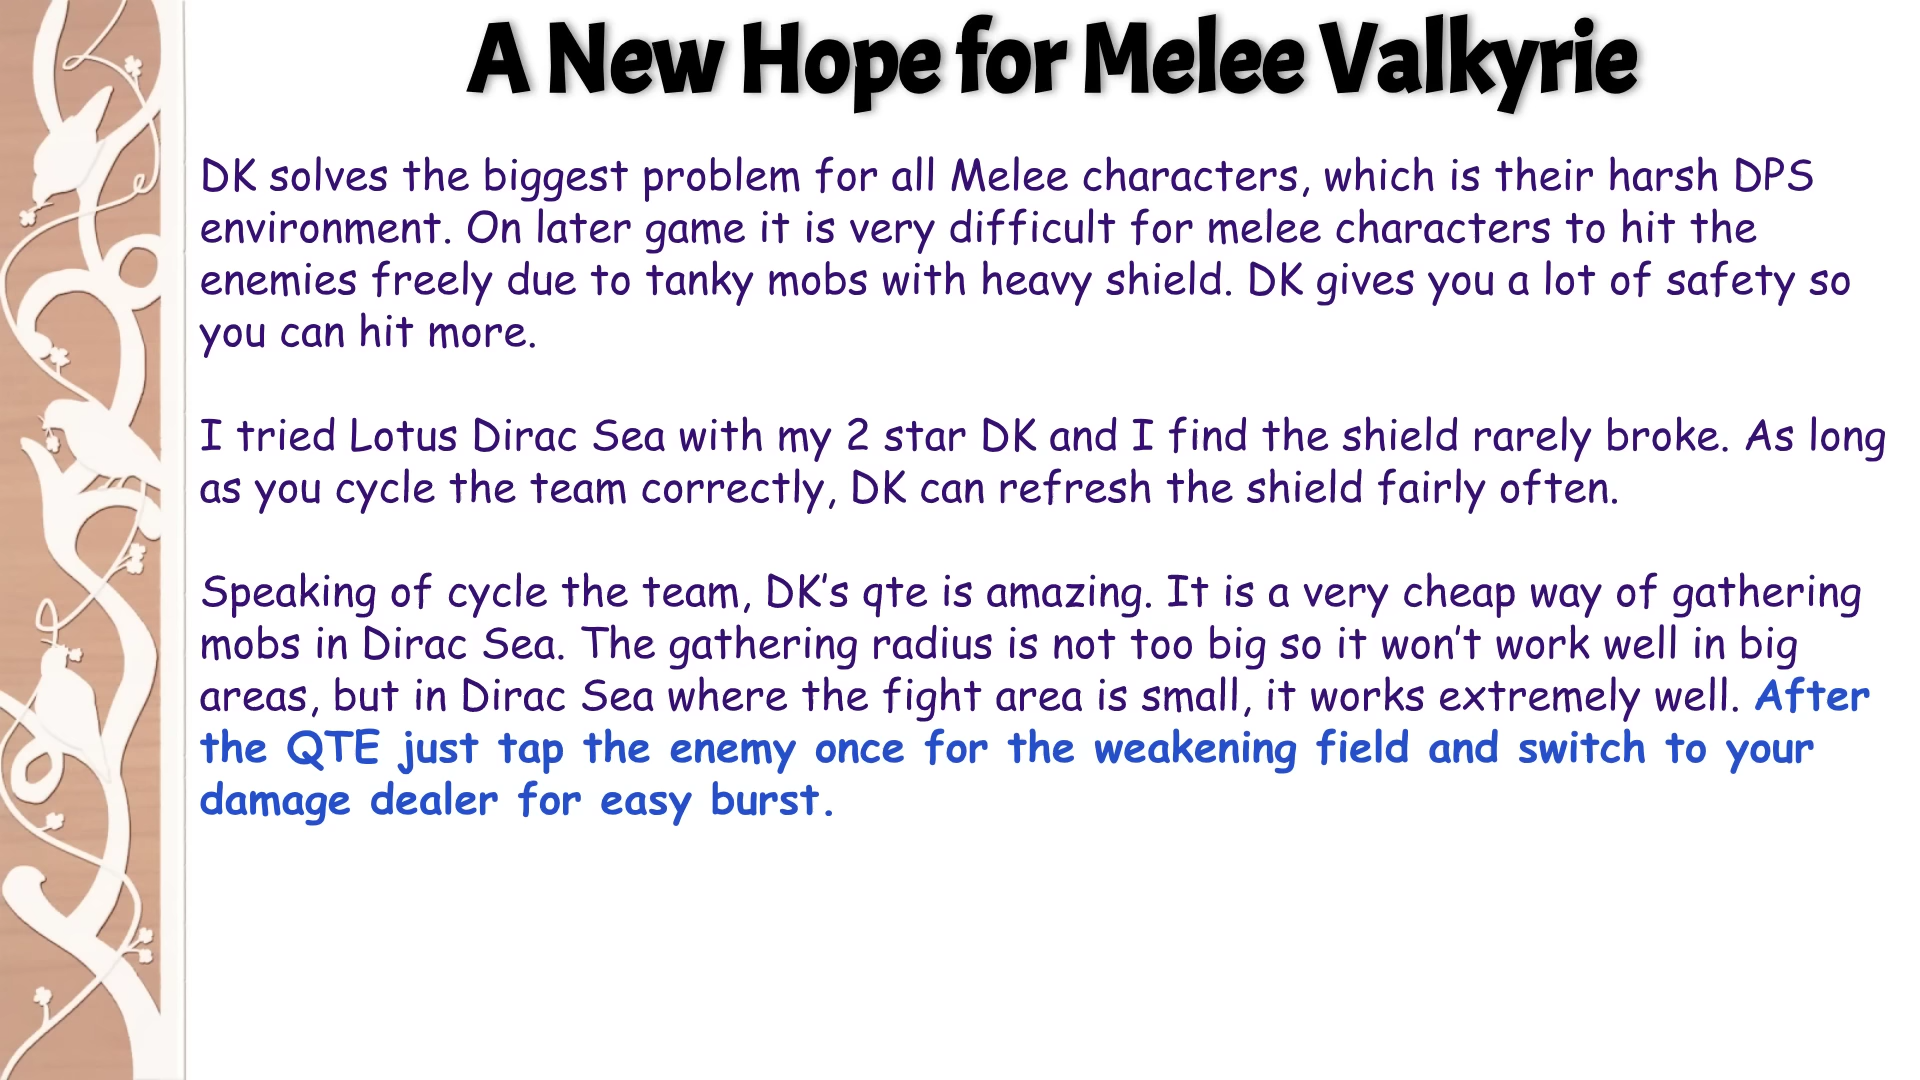 A New Hope for Melee Valkyrie
DK solves the biggest problem for all Melee characters, which is their harsh DPS
environment. On later game it is very difficult for melee characters to hit the
enemies freely due to tanky mobs with heavy shield. DK gives you a lot of safety so
you can hit more.
I tried Lotus Dirac Sea with my 2 star DK and I find the shield rarely broke. As long
as you cycle the team correctly, DK can refresh the shield fairly often.
Speaking of cycle the team, DK’s qte is amazing. It is a very cheap way of gathering
mobs in Dirac Sea. The gathering radius is not too big so it won’t work well in big
areas, but in Dirac Sea where the fight area is small, it works extremely well. After
the QTE just tap the enemy once for the weakening field and switch to your
damage dealer for easy burst.